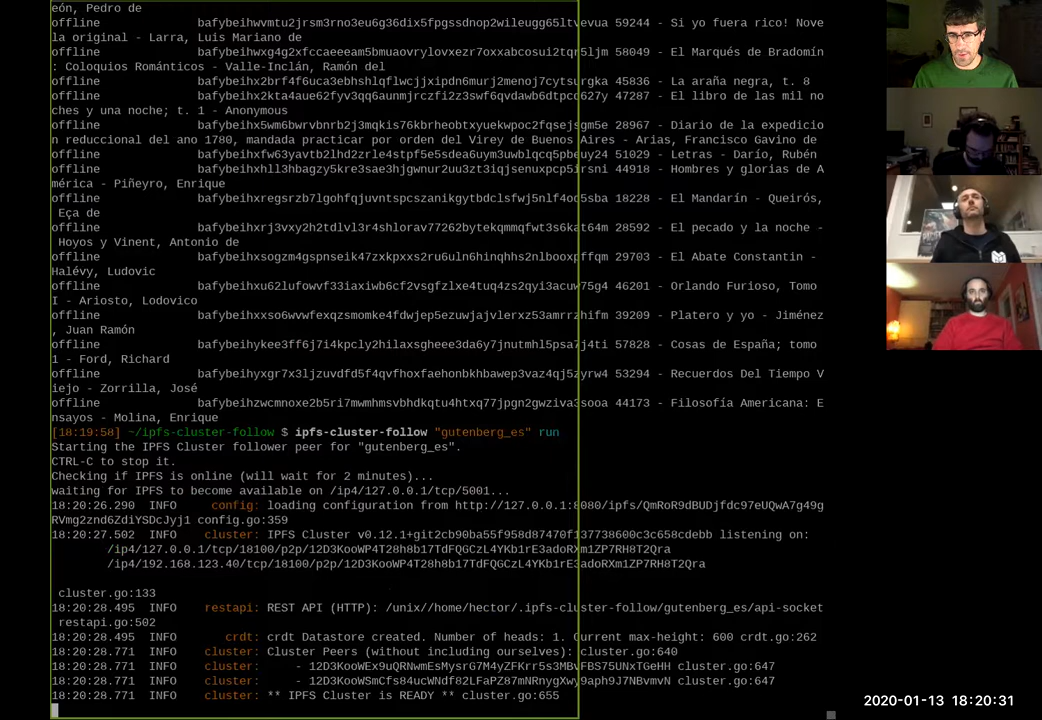 eón, Pedro de
offline bafybeihwvmtu2jrsm3rno3eu6g36dix5fpgssdnop2wileugg65ltvevua 59244 - Si yo fuera rico! Nove
la original - Larra, Luis Mariano de
offline bafybeihwxg4g2xfccaeeeam5bmuaovrylovxezr7oxxabcosui2tqr5ljm 58049 - El Marqués de Bradomín
: Coloquios Románticos - Valle-Inclán, Ramón del
offline 45836 - La araña negra, t. 8
offline 47287 - El libro de las mil no
ches y una noche; t. 1 - Anonymous
offline 28967 - Diario de la expedicio
n reduccional del ano 1780, mandada practicar por orden del Virey de Buenos Aires - Arias, Francisco Gavino de
offline 51029 - Letras - Darío, Rubén
offline 44918 - Hombres y glorias de A
mérica - Piñeyro, Enrique
offline 18228 - El Mandarín - Queirós,
Eça de
offline 28592 - El pecado y la noche -
Hoyos y Vinent, Antonio de
offline 29703 - El Abate Constantin -
Halévy, Ludovic
offline 46201 - Orlando Furioso, Tomo
I - Ariosto, Lodovico
offline 39209 - Platero y yo - Jiménez
, Juan Ramón
offline 57828 - Cosas de España; tomo
1 - Ford, Richard
offline 53294 - Recuerdos Del Tiempo V
iejo - Zorrilla, José
offline 44173 - Filosofía Americana: E
nsayos - Molina, Enrique
[18:19:58] ~/ipfs-cluster-follow $ ipfs-cluster-follow "gutenberg_es" run
Starting the IPFS Cluster follower peer for "gutenberg_es".
CTRL-C to stop it.
Checking if IPFS is online (will wait for 2 minutes)...
waiting for IPFS to become available on /ip4/127.0.0.1/tcp/5001...
18:20:26.290 INFO config: loading configuration from http://127.0.0.1:8080/ipfs/QmRoR9dBUDjfdc97eUQwA7g49g
RVmg2znd6ZdiYSDcJyj1 config.go:359
18:20:27.502 INFO cluster: IPFS Cluster v0.12.1+git2cb90ba55f958d87470f137738600c3c658cdebb listening on:
/ip4/127.0.0.1/tcp/18100/p2p/12D3KooWP4T28h8b17TdFQGCzL4YKb1rE3adoRXm1ZP7RH8T2Qra
/ip4/192.168.123.40/tcp/18100/p2p/12D3KooWP4T28h8b17TdFQGCzL4YKb1rE3adoRXm1ZP7RH8T2Qra
cluster.go:133
18:20:28.495 INFO restapi: REST API (HTTP): /unix//home/hector/.ipfs-cluster-follow/gutenberg_es/api-socket
restapi.go:502
18:20:28.495 INFO crdt: crdt Datastore created. Number of heads: 1. Current max-height: 600 crdt.go:262
18:20:28.771 INFO cluster: Cluster Peers (without including ourselves): cluster.go:640
18:20:28.771 INFO cluster: - cluster.go:647
18:20:28.771 INFO cluster: - cluster.go:647
18:20:28.771 INFO cluster: ** IPFS Cluster is READY ** cluster.go:655
2020-01-13 18:20:31